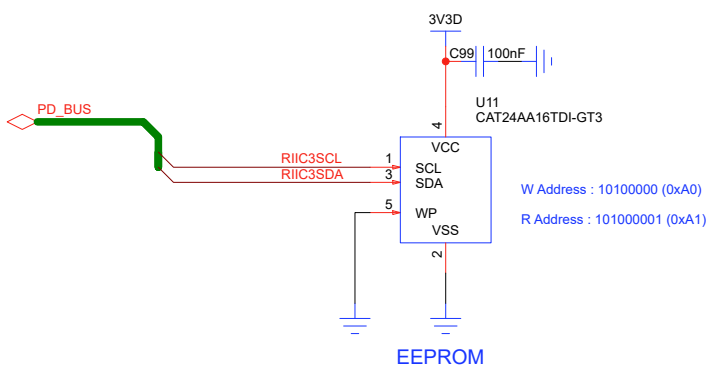 3V3D
C99 100nF
U11
CAT24AA16TDI-GT3
PD_BUS
4
VCC
RIIC3SCL 1 SCL
RIIC3SDA 3 SDA
W Address : 10100000 (0xA0)
5 WP
R Address : 101000001 (0xA1)
VSS
2
EEPROM